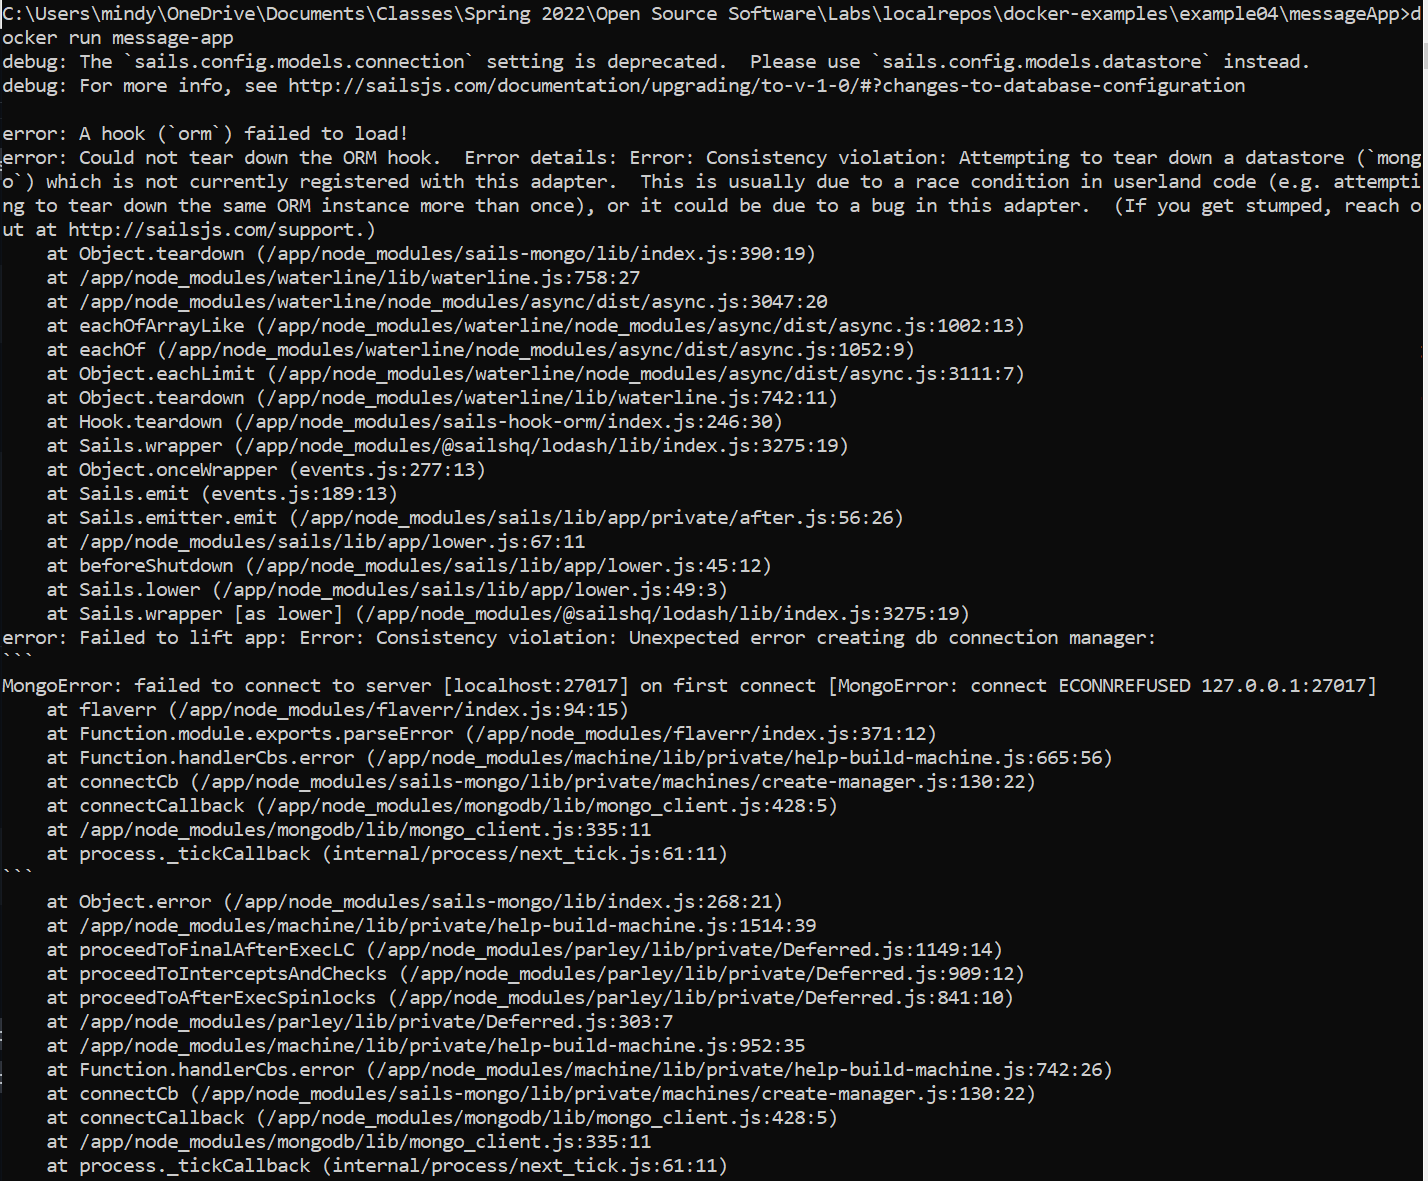 C:\Users\mindy\OneDrive\Documents\Classes\Spring 2022\Open Source Software\Labs\localrepos\docker-examples\example04\messageApp>d
ocker run message-app
debug: The `sails.config.models.connection` setting is deprecated.  Please use `sails.config.models.datastore` instead.
debug: For more info, see http://sailsjs.com/documentation/upgrading/to-v-1-0/#?changes-to-database-configuration
error: A hook (`orm`) failed to load!
error: Could not tear down the ORM hook.  Error details: Error: Consistency violation: Attempting to tear down a datastore (`mong
o`) which is not currently registered with this adapter.  This is usually due to a race condition in userland code (e.g. attempti
ng to tear down the same ORM instance more than once), or it could be due to a bug in this adapter.  (If you get stumped, reach o
ut at http://sailsjs.com/support.)
    at Object.teardown (/app/node_modules/sails-mongo/lib/index.js:390:19)
    at /app/node_modules/waterline/lib/waterline.js:758:27
    at /app/node_modules/waterline/node_modules/async/dist/async.js:3047:20
    at eachOfArrayLike (/app/node_modules/waterline/node_modules/async/dist/async.js:1002:13)
    at eachOf (/app/node_modules/waterline/node_modules/async/dist/async.js:1052:9)
    at Object.eachLimit (/app/node_modules/waterline/node_modules/async/dist/async.js:3111:7)
    at Object.teardown (/app/node_modules/waterline/lib/waterline.js:742:11)
    at Hook.teardown (/app/node_modules/sails-hook-orm/index.js:246:30)
    at Sails.wrapper (/app/node_modules/@sailshq/lodash/lib/index.js:3275:19)
    at Object.onceWrapper (events.js:277:13)
    at Sails.emit (events.js:189:13)
    at Sails.emitter.emit (/app/node_modules/sails/lib/app/private/after.js:56:26)
    at /app/node_modules/sails/lib/app/lower.js:67:11
    at beforeShutdown (/app/node_modules/sails/lib/app/lower.js:45:12)
    at Sails.lower (/app/node_modules/sails/lib/app/lower.js:49:3)
    at Sails.wrapper [as lower] (/app/node_modules/@sailshq/lodash/lib/index.js:3275:19)
error: Failed to lift app: Error: Consistency violation: Unexpected error creating db connection manager:
```
MongoError: failed to connect to server [localhost:27017] on first connect [MongoError: connect ECONNREFUSED 127.0.0.1:27017]
    at flaverr (/app/node_modules/flaverr/index.js:94:15)
    at Function.module.exports.parseError (/app/node_modules/flaverr/index.js:371:12)
    at Function.handlerCbs.error (/app/node_modules/machine/lib/private/help-build-machine.js:665:56)
    at connectCb (/app/node_modules/sails-mongo/lib/private/machines/create-manager.js:130:22)
    at connectCallback (/app/node_modules/mongodb/lib/mongo_client.js:428:5)
    at /app/node_modules/mongodb/lib/mongo_client.js:335:11
    at process._tickCallback (internal/process/next_tick.js:61:11)
```
    at Object.error (/app/node_modules/sails-mongo/lib/index.js:268:21)
    at /app/node_modules/machine/lib/private/help-build-machine.js:1514:39
    at proceedToFinalAfterExecLC (/app/node_modules/parley/lib/private/Deferred.js:1149:14)
    at proceedToInterceptsAndChecks (/app/node_modules/parley/lib/private/Deferred.js:909:12)
    at proceedToAfterExecSpinlocks (/app/node_modules/parley/lib/private/Deferred.js:841:10)
    at /app/node_modules/parley/lib/private/Deferred.js:303:7
    at /app/node_modules/machine/lib/private/help-build-machine.js:952:35
    at Function.handlerCbs.error (/app/node_modules/machine/lib/private/help-build-machine.js:742:26)
    at connectCb (/app/node_modules/sails-mongo/lib/private/machines/create-manager.js:130:22)
    at connectCallback (/app/node_modules/mongodb/lib/mongo_client.js:428:5)
    at /app/node_modules/mongodb/lib/mongo_client.js:335:11
    at process._tickCallback (internal/process/next_tick.js:61:11)